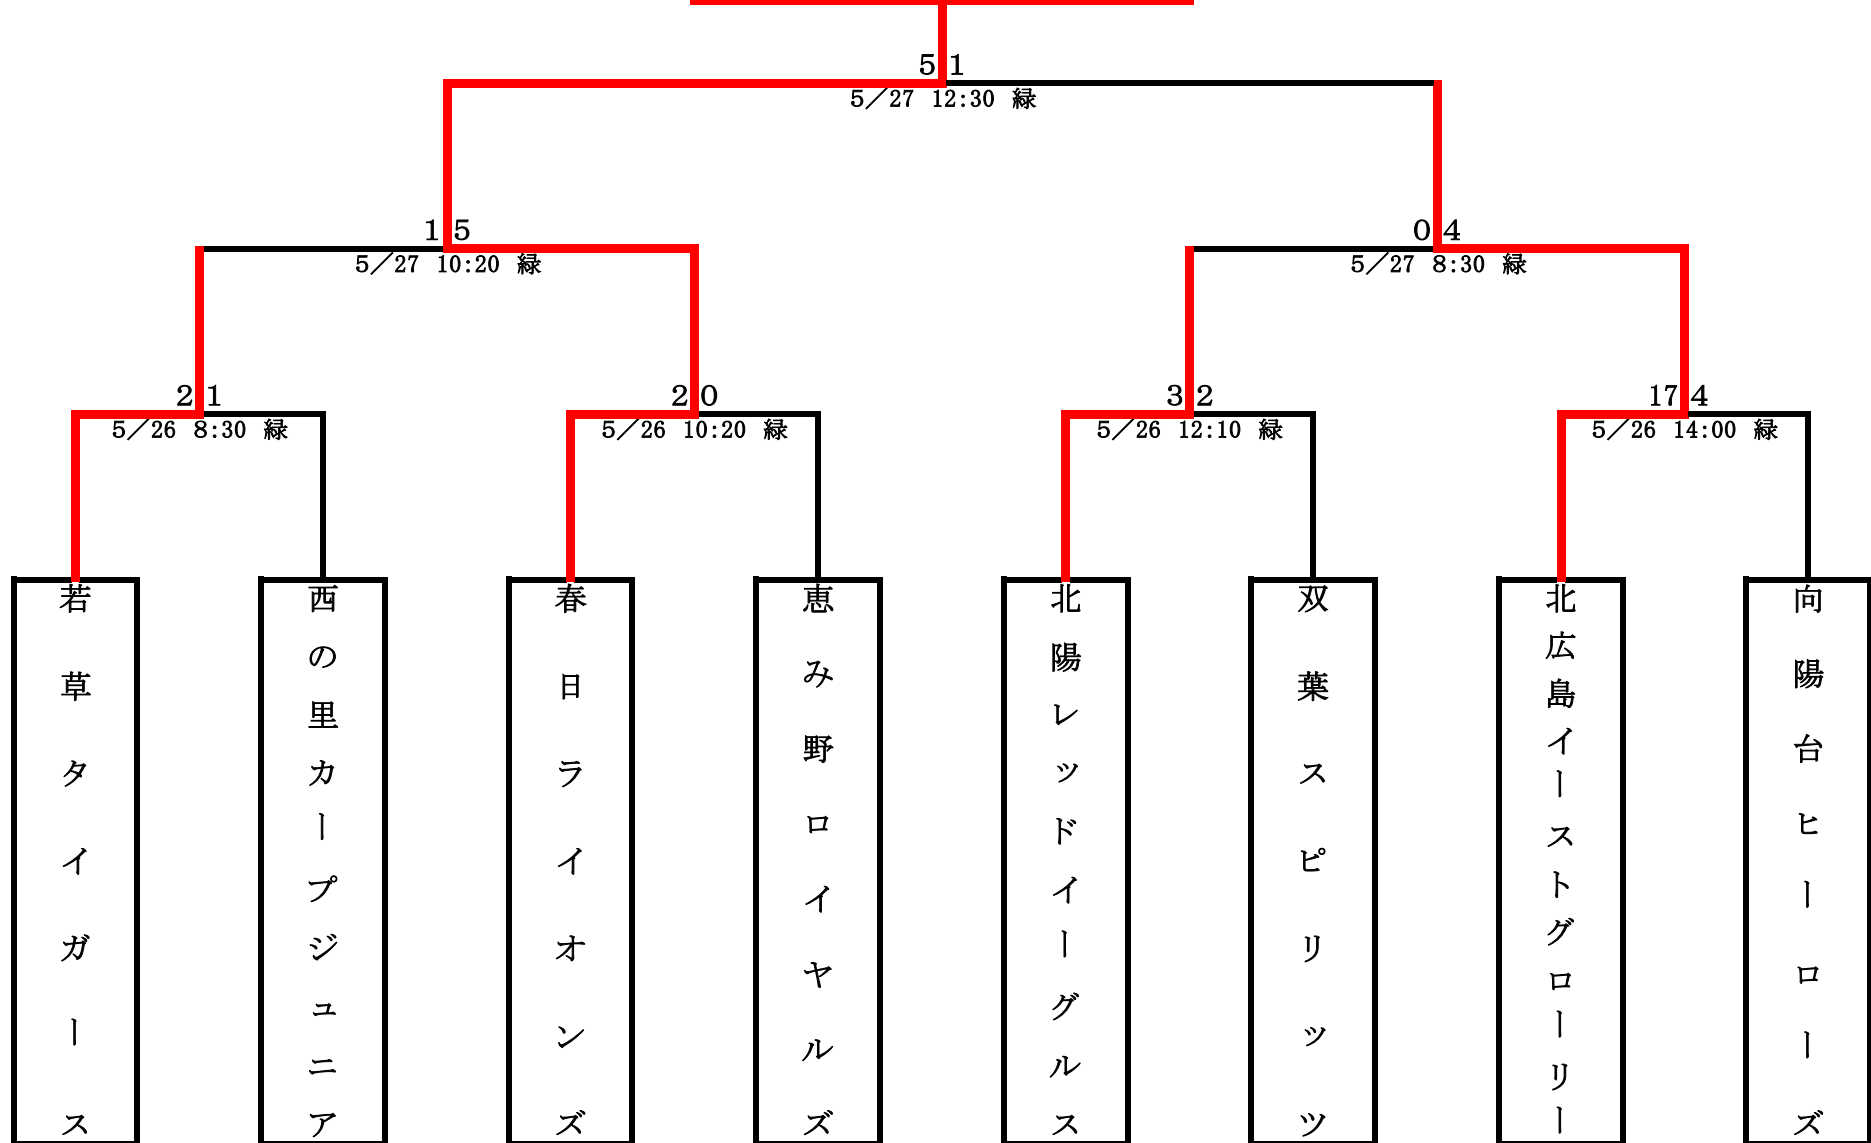 5 1
5／27 12:30 緑
1 5
5／27 10:20 緑
0 4
5／27 8:30 緑
2 1
5／26 8:30 緑
2 0
5／26 10:20 緑
3 2
5／26 12:10 緑
17 4
5／26 14:00 緑
若草タイガース
西の里カープジュニア
春日ライオンズ
恵み野ロイヤルズ
北陽レッドイーグルス
双葉スピリッツ
北広島イーストグローリー
向陽台ヒーローズ